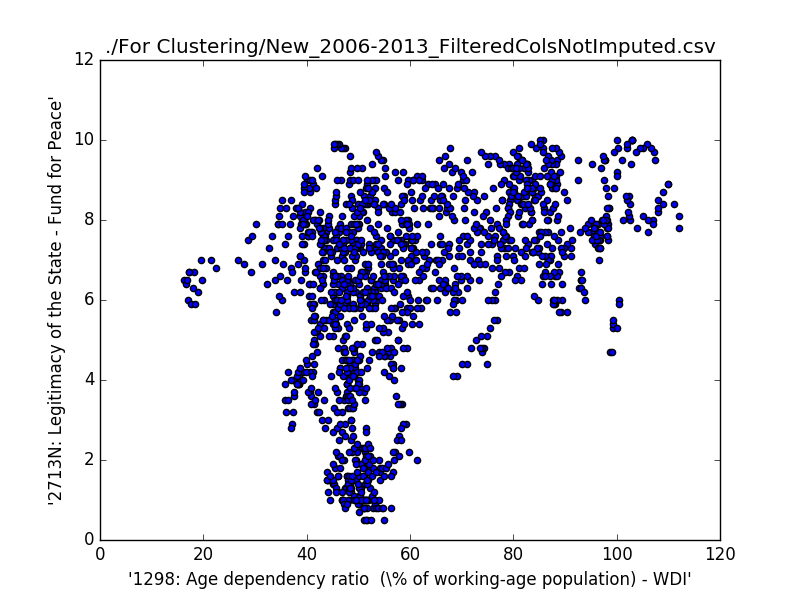 ./For Clustering/New_2006-2013_FilteredColsNotImputed.csv
12
10
8
6
4
2
0
'2713N: Legitimacy of the State - Fund for Peace'
0 20 40 60 80 100 120
'1298: Age dependency ratio  (\% of working-age population) - WDI'